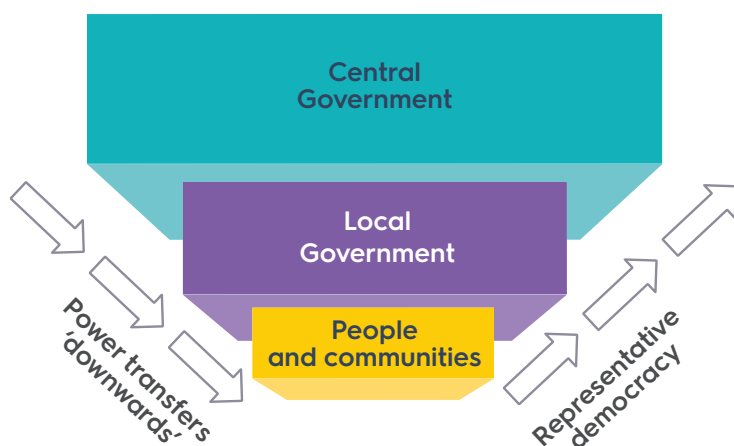 Central
Government
Local
Government
People
and communities
Power transfers
‘downwards’
Representative
democracy